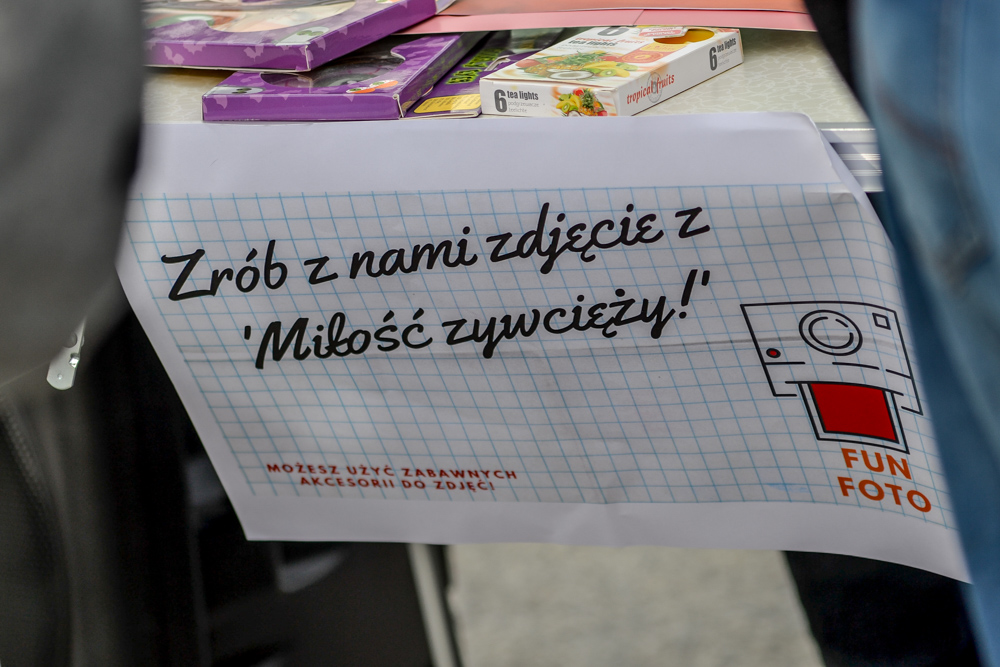 6 tea lights
tropical fruits
6 tea lights
Zrób z nami zdjęcie z
'Miłość zywcięży!'
MOŻESZ UŻYĆ ZABAWNYCH
AKCESORII DO ZDJĘĆ!
FUN
FOTO